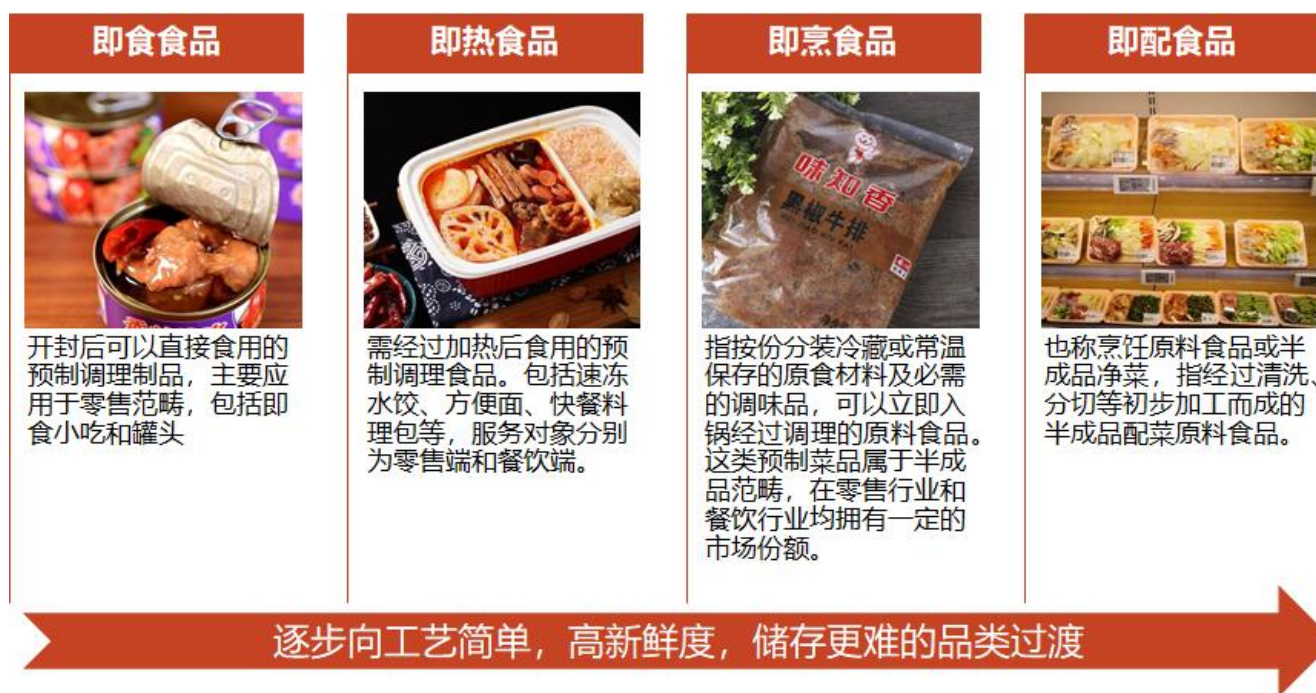 即食食品
开封后可以直接食用的
预制调理制品，主要应
用于零售范畴，包括即
食小吃和罐头
即热食品
需经过加热后食用的预
制调理食品。包括速冻
水饺、方便面、快餐料
理包等，服务对象分别
为零售端和餐饮端。
即烹食品
味知香
黑椒牛排
指按份分装冷藏或常温
保存的原食材料及必需
的调味品，可以立即入
锅经过调理的原料食品。
这类预制菜品属于半成
品范畴，在零售行业和
餐饮行业均拥有一定的
市场份额。
即配食品
也称烹饪原料食品或半
成品净菜，指经过清洗、
分切等初步加工而成的
半成品配菜原料食品。
逐步向工艺简单，高新鲜度，储存更难的品类过渡